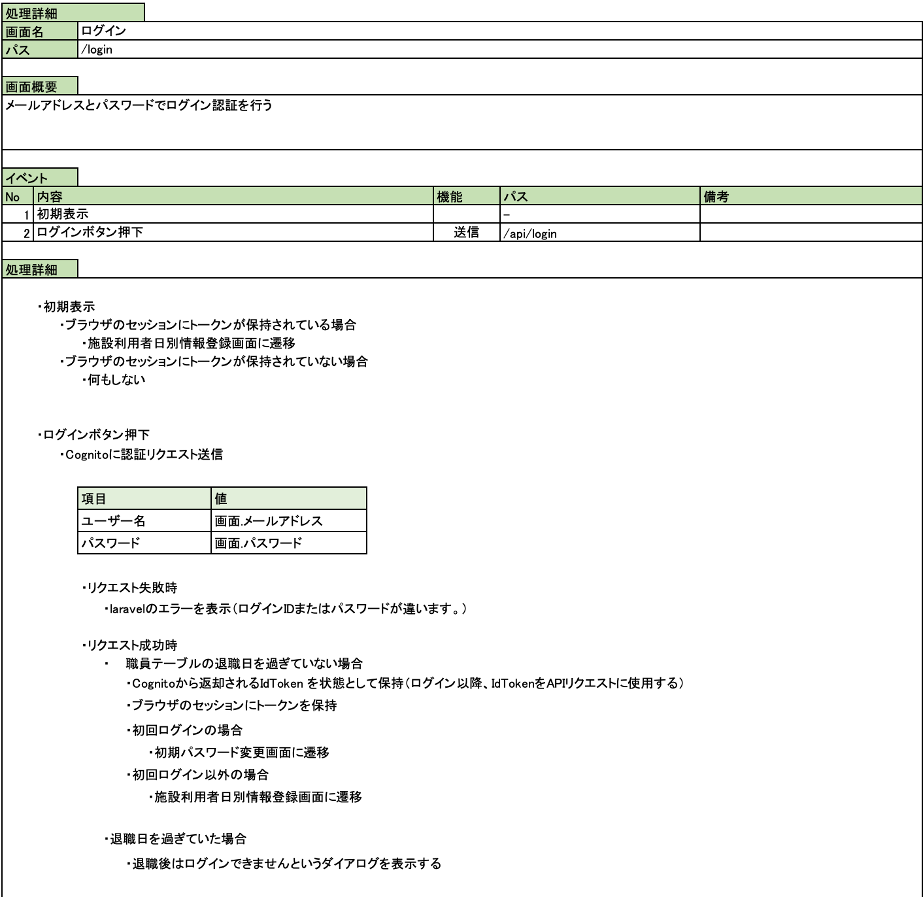 処理詳細
画面名 ログイン
パス /login
画面概要
メールアドレスとパスワードでログイン認証を行う
イベント
No 内容 機能 パス 備考
1 初期表示 -
2 ログインボタン押下 送信 /api/login
処理詳細
・初期表示
・ブラウザのセッションにトークンが保持されている場合
・施設利用者日別情報登録画面に遷移
・ブラウザのセッションにトークンが保持されていない場合
・何もしない
・ログインボタン押下
・Cognitoに認証リクエスト送信
項目 値
ユーザー名 画面.メールアドレス
パスワード 画面.パスワード
・リクエスト失敗時
・laravelのエラーを表示（ログインIDまたはパスワードが違います。）
・リクエスト成功時
・ 職員テーブルの退職日を過ぎていない場合
・Cognitoから返却されるIdToken を状態として保持（ログイン以降、IdTokenをAPIリクエストに使用する）
・ブラウザのセッションにトークンを保持
・初回ログインの場合
・初期パスワード変更画面に遷移
・初回ログイン以外の場合
・施設利用者日別情報登録画面に遷移
・退職日を過ぎていた場合
・退職後はログインできませんというダイアログを表示する